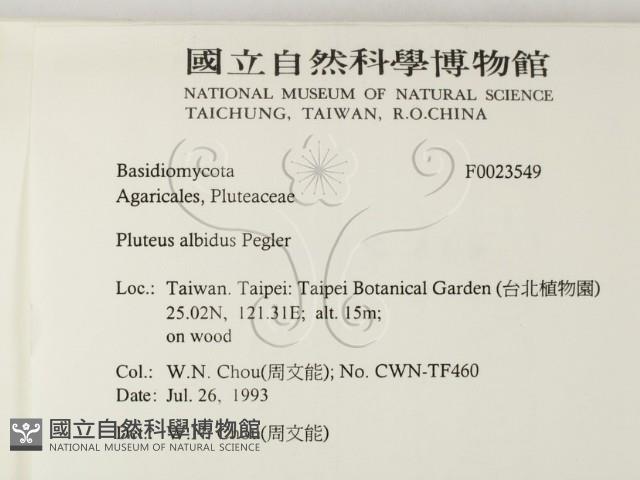 國立自然科學博物館
NATIONAL MUSEUM OF NATURAL SCIENCE
TAICHUNG, TAIWAN, R.O.CHINA
Basidiomycota F0023549
Agaricales, Pluteaceae
Pluteus albidus Pegler
Loc.: Taiwan. Taipei: Taipei Botanical Garden (台北植物園)
25.02N, 121.31E; alt. 15m;
on wood
Col.: W.N. Chou(周文能); No. CWN-TF460
Date: Jul. 26, 1993
Det.: W.N. Chou(周文能)
國立自然科學博物館
NATIONAL MUSEUM OF NATURAL SCIENCE